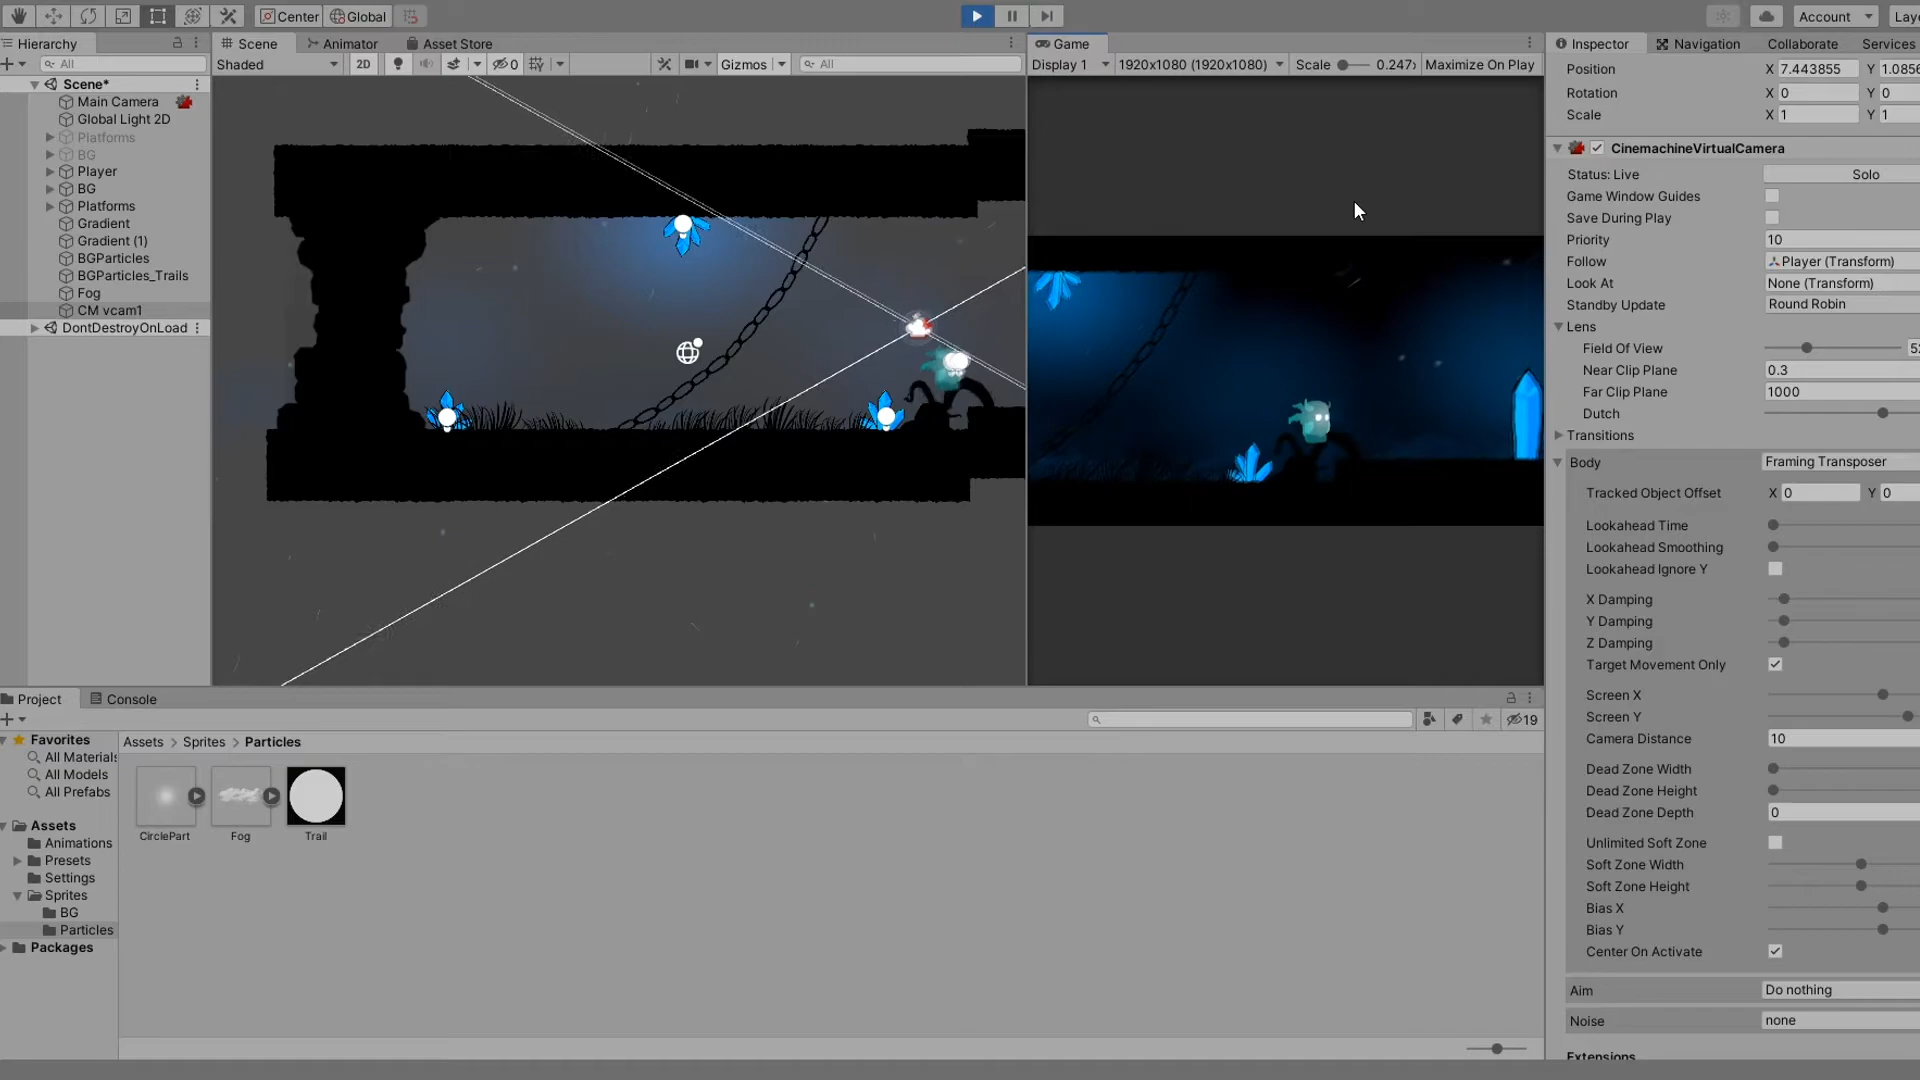 Center
Global
Account
Laye
Hierarchy
All
Scene*
Main Camera
Global Light 2D
Platforms
BG
Player
BG
Platforms
Gradient
Gradient (1)
BGParticles
BGParticles_Trails
Fog
CM vcam1
DontDestroyOnLoad
Scene
Animator
Asset Store
Shaded
2D
0
Gizmos
All
Game
Display 1
1920x1080 (1920x1080)
Scale
0.247
Maximize On Play
Inspector
Navigation
Collaborate
Services
Position
X 7.443855
Y 1.0856
Rotation
X 0
Y 0
Scale
X 1
Y 1
CinemachineVirtualCamera
Status: Live
Solo
Game Window Guides
Save During Play
Priority
10
Follow
Player (Transform)
Look At
None (Transform)
Standby Update
Round Robin
Lens
Field Of View
Near Clip Plane
0.3
Far Clip Plane
1000
Dutch
Transitions
Body
Framing Transposer
Tracked Object Offset
X 0
Y 0
Lookahead Time
Lookahead Smoothing
Lookahead Ignore Y
X Damping
Y Damping
Z Damping
Target Movement Only
Screen X
Screen Y
Camera Distance
10
Dead Zone Width
Dead Zone Height
Dead Zone Depth
0
Unlimited Soft Zone
Soft Zone Width
Soft Zone Height
Bias X
Bias Y
Center On Activate
Aim
Do nothing
Noise
none
Extensions
Project
Console
19
Favorites
All Materials
All Models
All Prefabs
Assets
Animations
Presets
Settings
Sprites
BG
Particles
Packages
Assets > Sprites > Particles
CirclePart
Fog
Trail